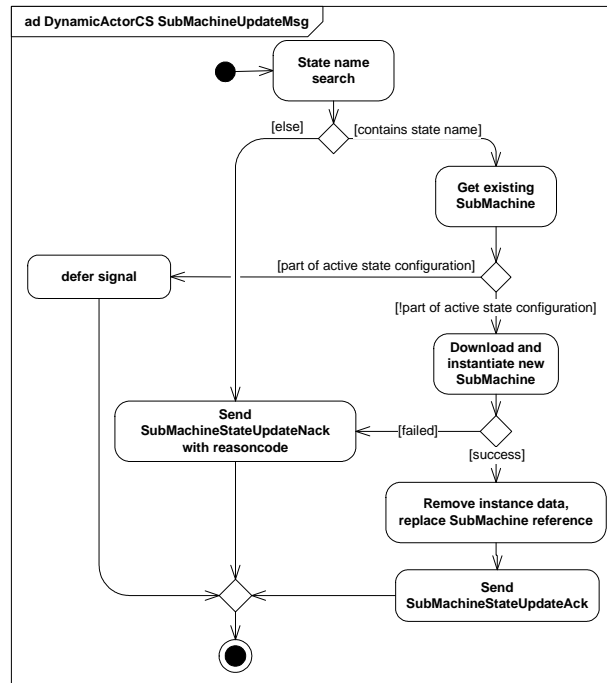 ad DynamicActorCS SubMachineUpdateMsg
State name
search
[else]
[contains state name]
Get existing
SubMachine
defer signal
[part of active state configuration]
[!part of active state configuration]
Download and
instantiate new
SubMachine
Send
SubMachineStateUpdateNack
with reasoncode
[failed]
[success]
Remove instance data,
replace SubMachine reference
Send
SubMachineStateUpdateAck